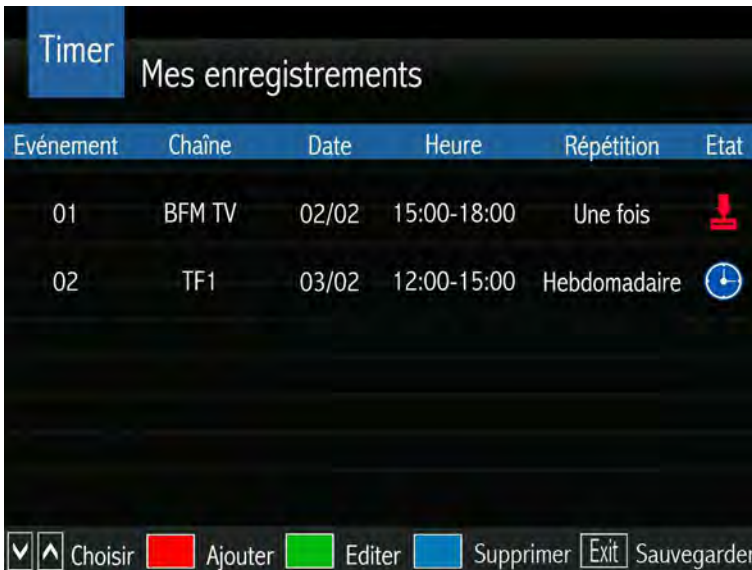 Timer
Mes enregistrements
Evénement Chaîne Date Heure Répétition Etat
01 BFM TV 02/02 15:00-18:00 Une fois
02 TF1 03/02 12:00-15:00 Hebdomadaire
Choisir Ajouter Editer Supprimer Exit Sauvegarder